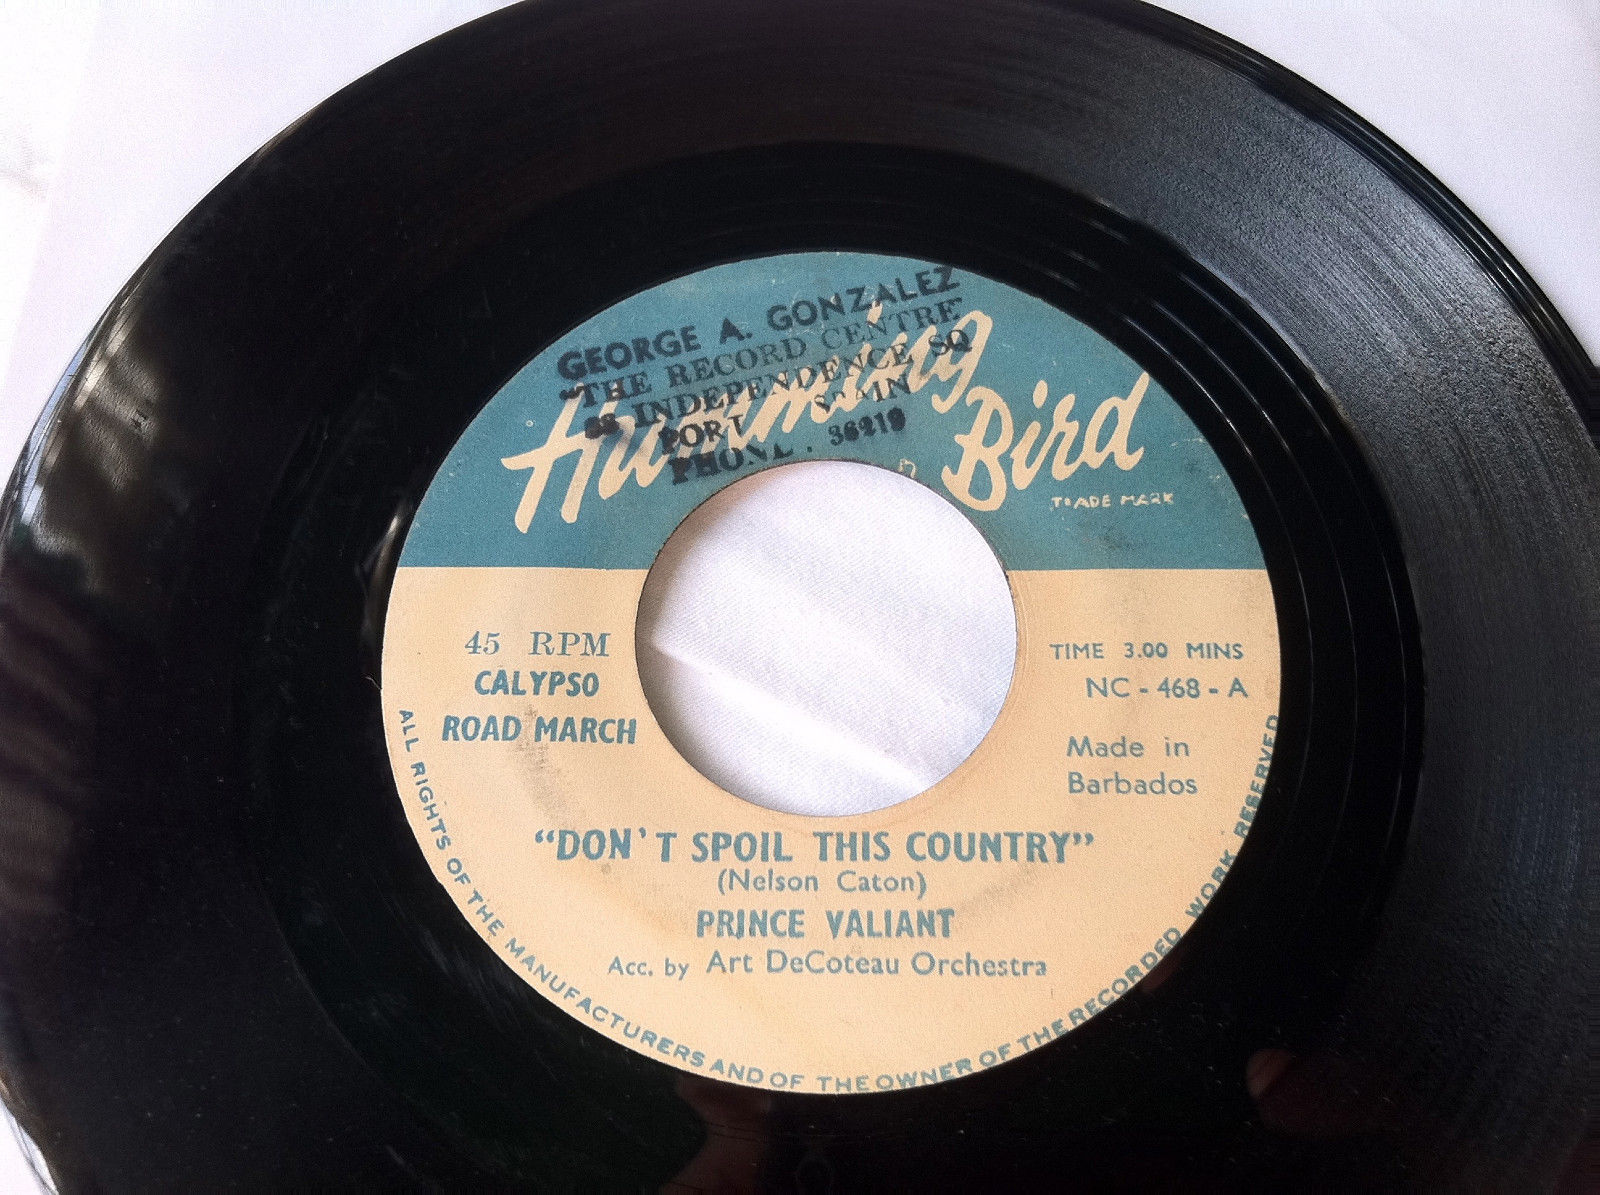 GEORGE A. GONZALEZ
"THE RECORD CENTRE
INDEPENDENCE SQ
PORT SPAIN
PHONE . 36219
Humming Bird
TRADE MARK
45 RPM
CALYPSO
ROAD MARCH
TIME 3.00 MINS
NC - 468 - A
Made in
Barbados
"DON'T SPOIL THIS COUNTRY"
(Nelson Caton)
PRINCE VALIANT
Acc. by Art DeCoteau Orchestra
ALL RIGHTS OF THE MANUFACTURERS AND OF THE OWNER OF THE RECORDED WORK RESERVED